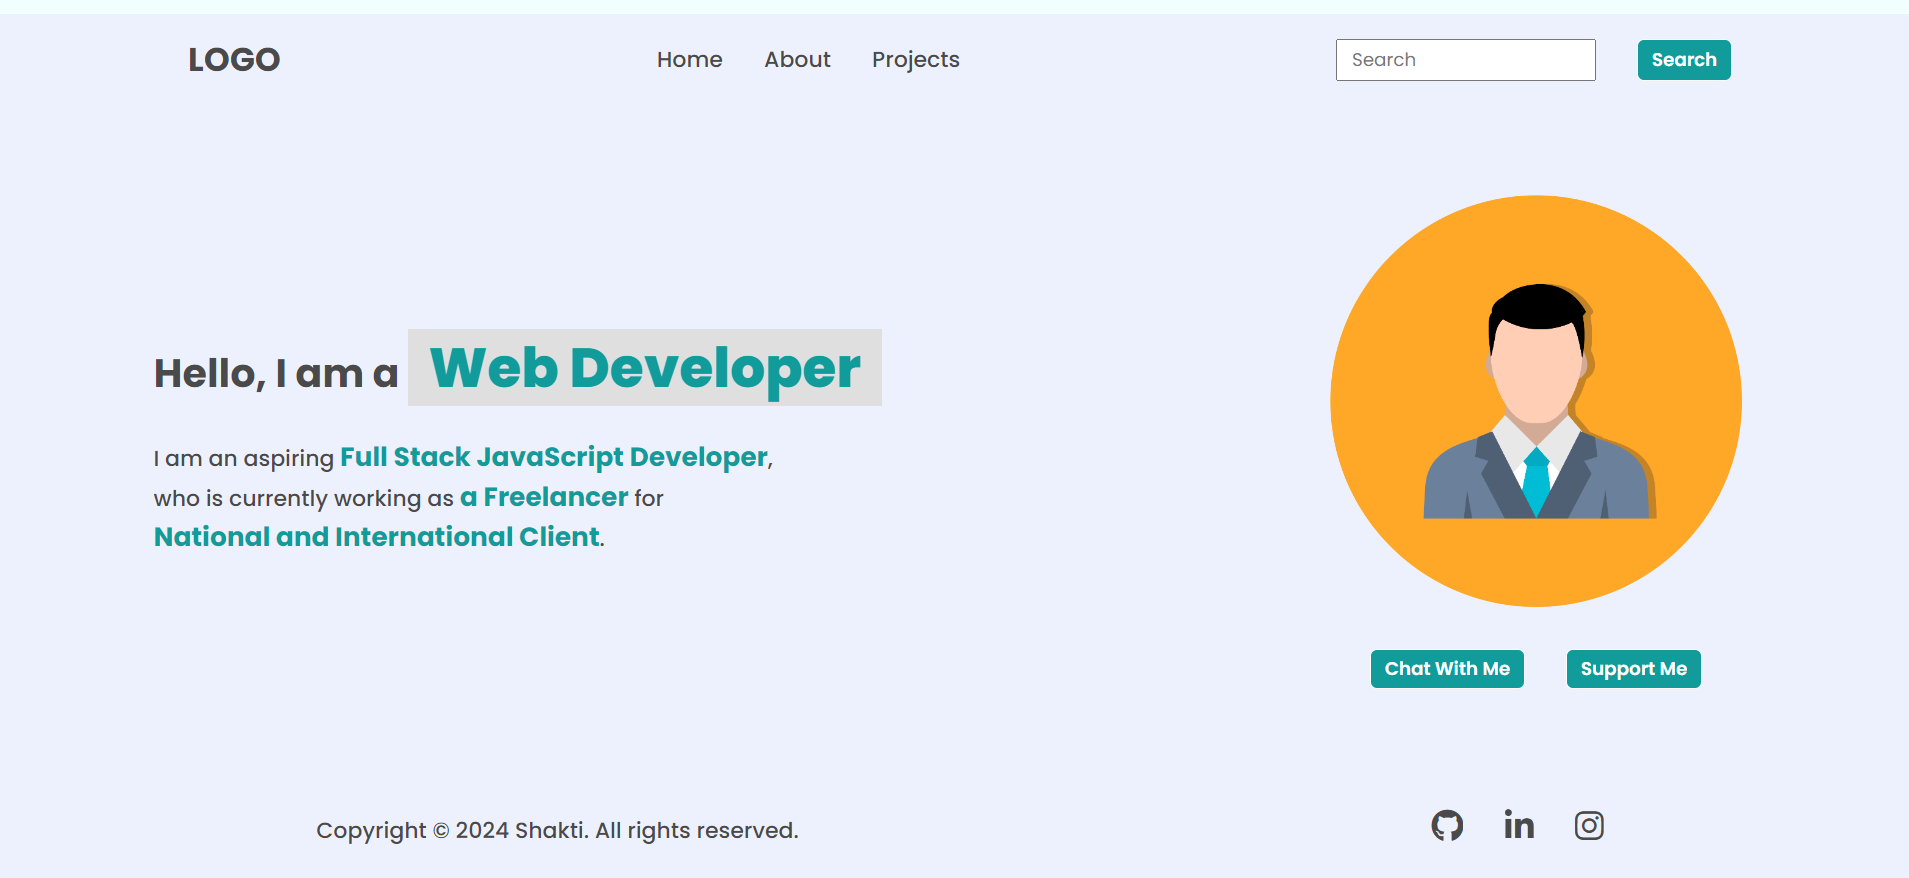 LOGO
Home About Projects
Search Search
Hello, I am a Web Developer
I am an aspiring Full Stack JavaScript Developer,
who is currently working as a Freelancer for
National and International Client.
Chat With Me Support Me
Copyright © 2024 Shakti. All rights reserved.
in